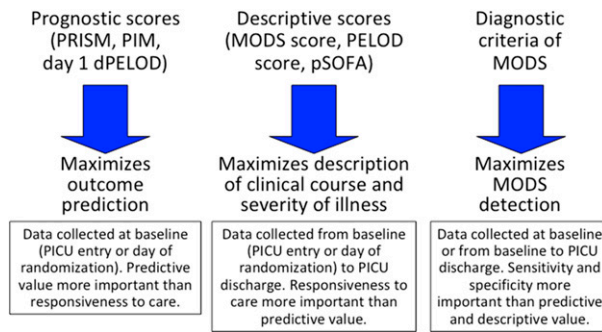 Prognostic scores
(PRISM, PIM,
day 1 dPELOD)
Maximizes
outcome
prediction
Data collected at baseline
(PICU entry or day of
randomization). Predictive
value more important than
responsiveness to care.
Descriptive scores
(MODS score, PELOD
score, pSOFA)
Maximizes description
of clinical course and
severity of illness
Data collected from baseline
(PICU entry or day of
randomization) to PICU
discharge. Responsiveness to
care more important than
predictive value.
Diagnostic
criteria of
MODS
Maximizes
MODS
detection
Data collected at baseline
or from baseline to PICU
discharge. Sensitivity and
specificity more
important than predictive
and descriptive value.